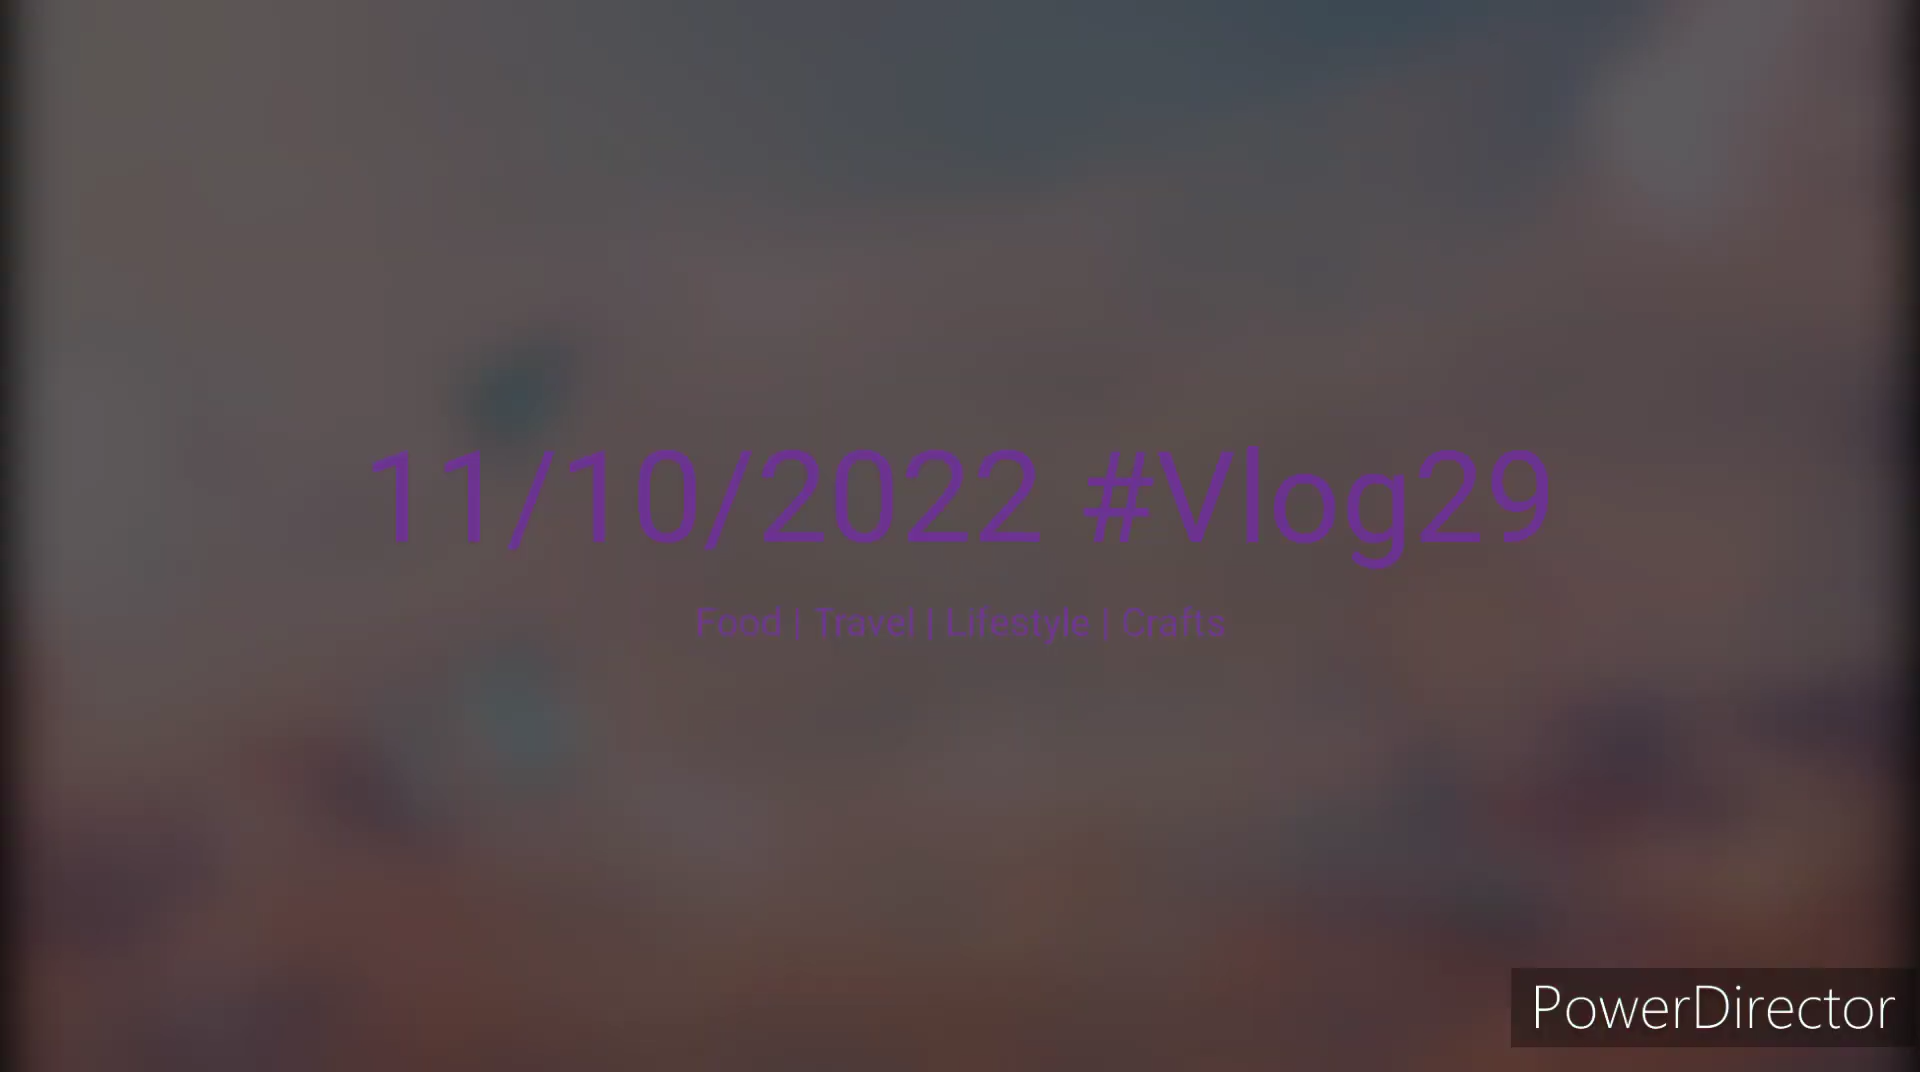 11/10/2022 #Vlog29
Food | Travel | Lifestyle | Crafts
PowerDirector